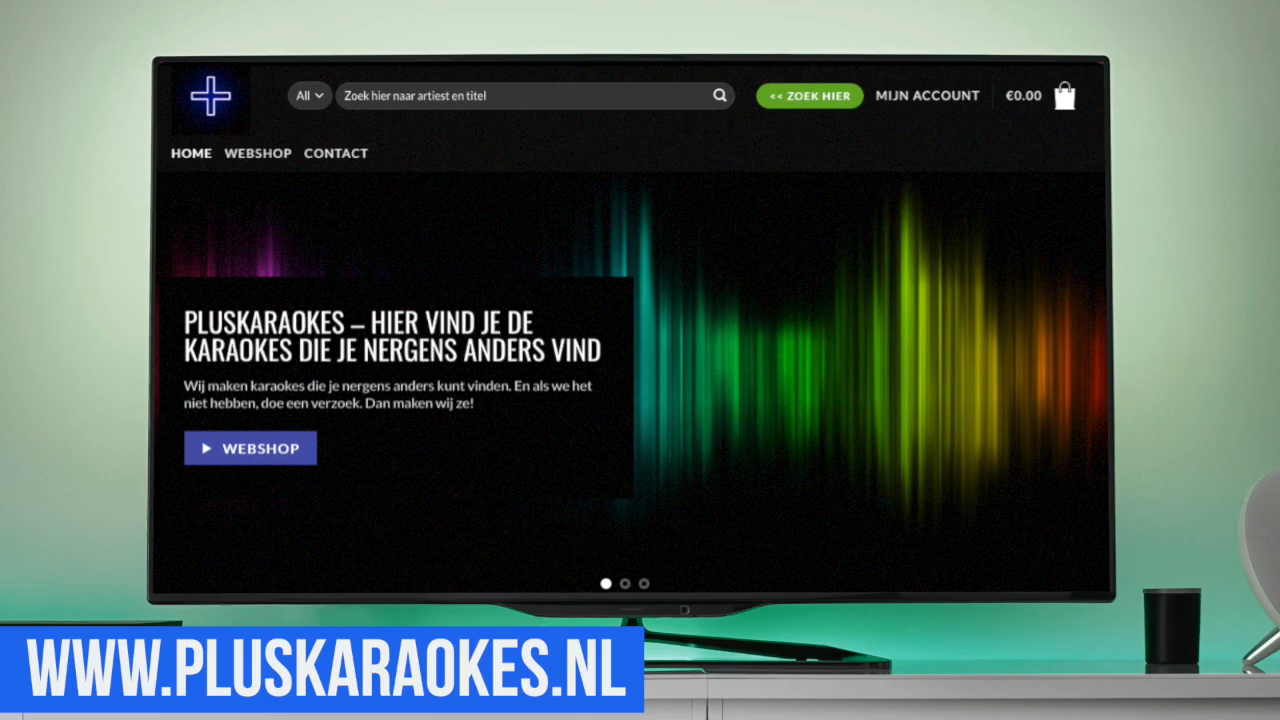 All
Zoek hier naar artiest en titel
<< ZOEK HIER
MIJN ACCOUNT
€0.00
HOME WEBSHOP CONTACT
PLUSKARAOKES – HIER VIND JE DE
KARAOKES DIE JE NERGENS ANDERS VIND
Wij maken karaokes die je nergens anders kunt vinden. En als we het
niet hebben, doe een verzoek. Dan maken wij ze!
WEBSHOP
WWW.PLUSKARAOKES.NL